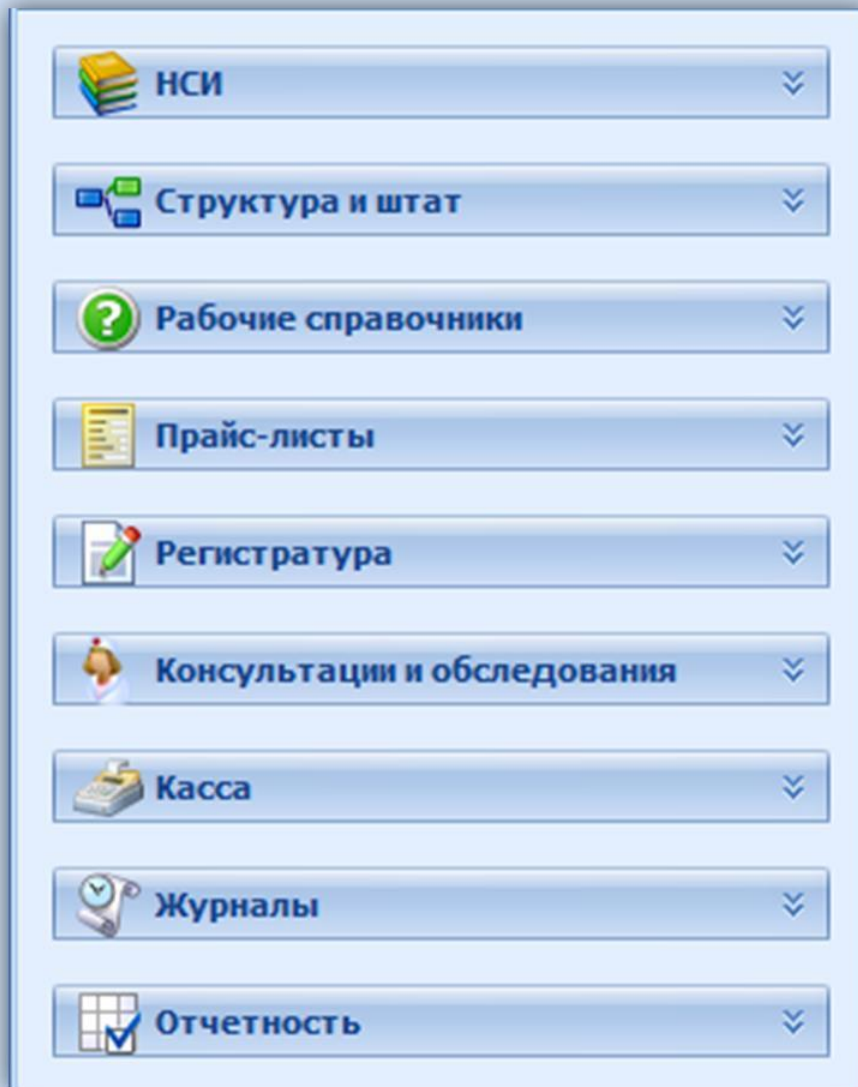 НСИ
Структура и штат
Рабочие справочники
Прайс-листы
Регистратура
Консультации и обследования
Касса
Журналы
Отчетность